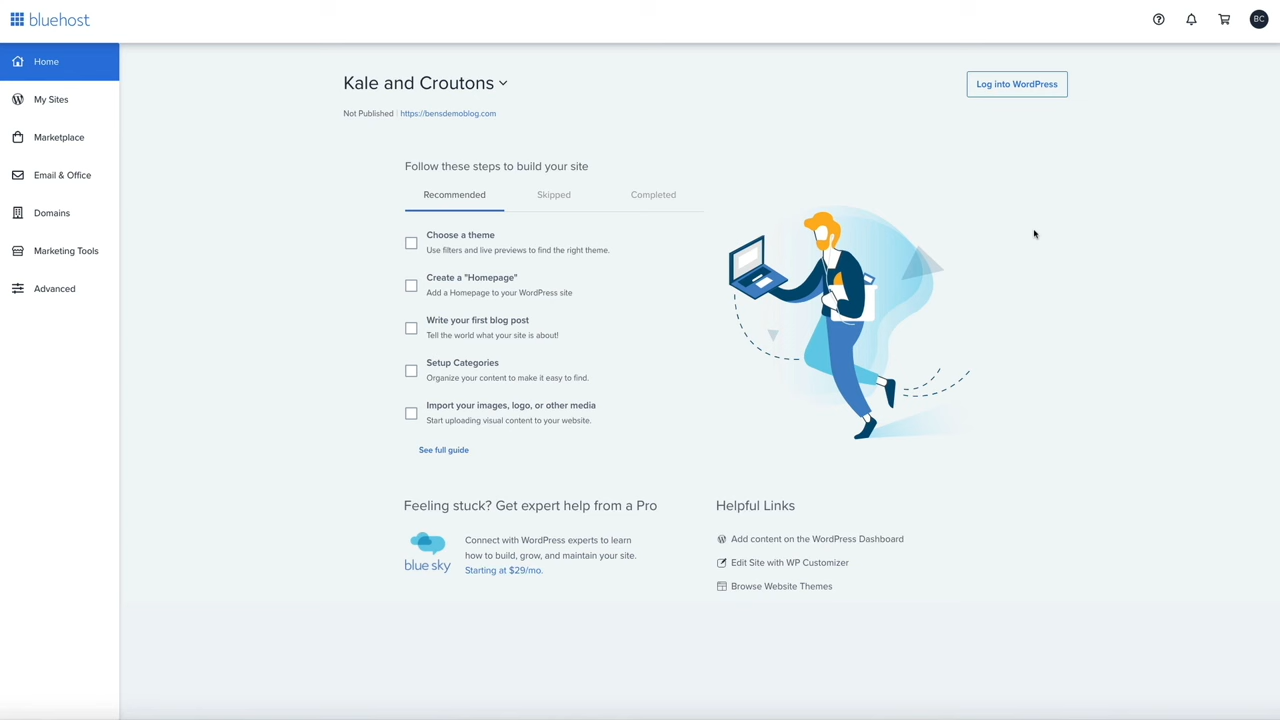 bluehost
BC
Home
My Sites
Marketplace
Email & Office
Domains
Marketing Tools
Advanced
Kale and Croutons
Log into WordPress
Not Published | https://bensdemoblog.com
Follow these steps to build your site
Recommended
Skipped
Completed
Choose a theme
Use filters and live previews to find the right theme.
Create a "Homepage"
Add a Homepage to your WordPress site
Write your first blog post
Tell the world what your site is about!
Setup Categories
Organize your content to make it easy to find.
Import your images, logo, or other media
Start uploading visual content to your website.
See full guide
Feeling stuck? Get expert help from a Pro
blue sky
Connect with WordPress experts to learn
how to build, grow, and maintain your site.
Starting at $29/mo.
Helpful Links
Add content on the WordPress Dashboard
Edit Site with WP Customizer
Browse Website Themes